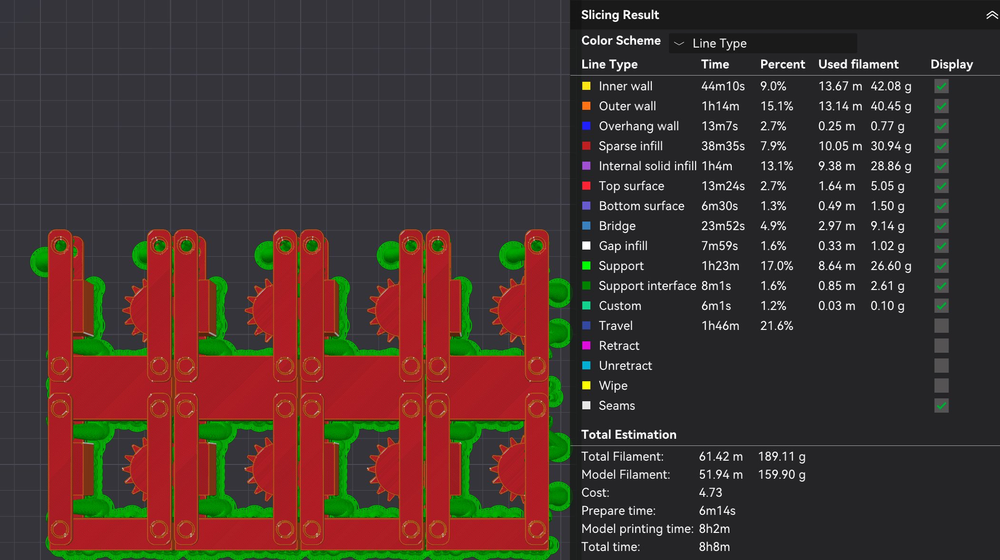 Slicing Result
Color Scheme Line Type
Line Type Time Percent Used filament Display
Inner wall 44m10s 9.0% 13.67 m 42.08 g
Outer wall 1h14m 15.1% 13.14 m 40.45 g
Overhang wall 13m7s 2.7% 0.25 m 0.77 g
Sparse infill 38m35s 7.9% 10.05 m 30.94 g
Internal solid infill 1h4m 13.1% 9.38 m 28.86 g
Top surface 13m24s 2.7% 1.64 m 5.05 g
Bottom surface 6m30s 1.3% 0.49 m 1.50 g
Bridge 23m52s 4.9% 2.97 m 9.14 g
Gap infill 7m59s 1.6% 0.33 m 1.02 g
Support 1h23m 17.0% 8.64 m 26.60 g
Support interface 8m1s 1.6% 0.85 m 2.61 g
Custom 6m1s 1.2% 0.03 m 0.10 g
Travel 1h46m 21.6%
Retract
Unretract
Wipe
Seams
Total Estimation
Total Filament: 61.42 m 189.11 g
Model Filament: 51.94 m 159.90 g
Cost: 4.73
Prepare time: 6m14s
Model printing time: 8h2m
Total time: 8h8m